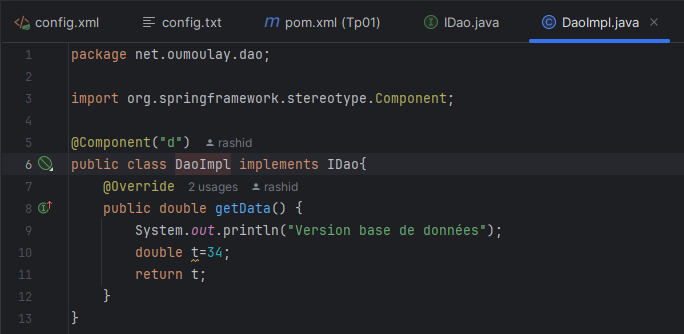 config.xml config.txt pom.xml (Tp01) IDao.java DaoImpl.java
1 package net.oumoulay.dao;
2
3 import org.springframework.stereotype.Component;
4
5 @Component("d") rashid
6 public class DaoImpl implements IDao{
7 @Override 2 usages rashid
8 public double getData() {
9 System.out.println("Version base de données");
10 double t=34;
11 return t;
12 }
13 }